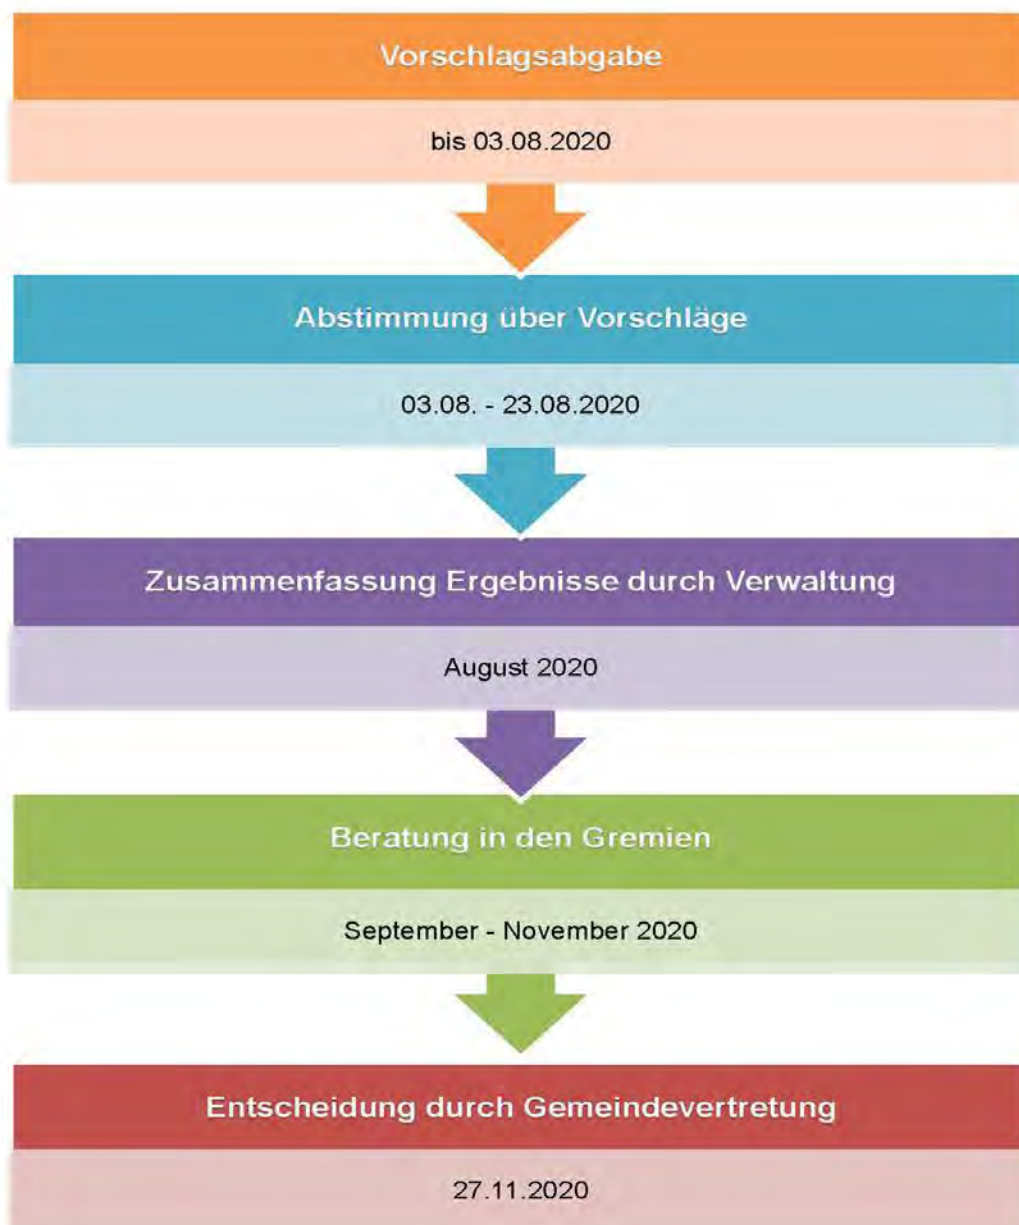 Vorschlagsabgabe
bis 03.08.2020
Abstimmung über Vorschläge
03.08. - 23.08.2020
Zusammenfassung Ergebnisse durch Verwaltung
August 2020
Beratung in den Gremien
September - November 2020
Entscheidung durch Gemeindevertretung
27.11.2020